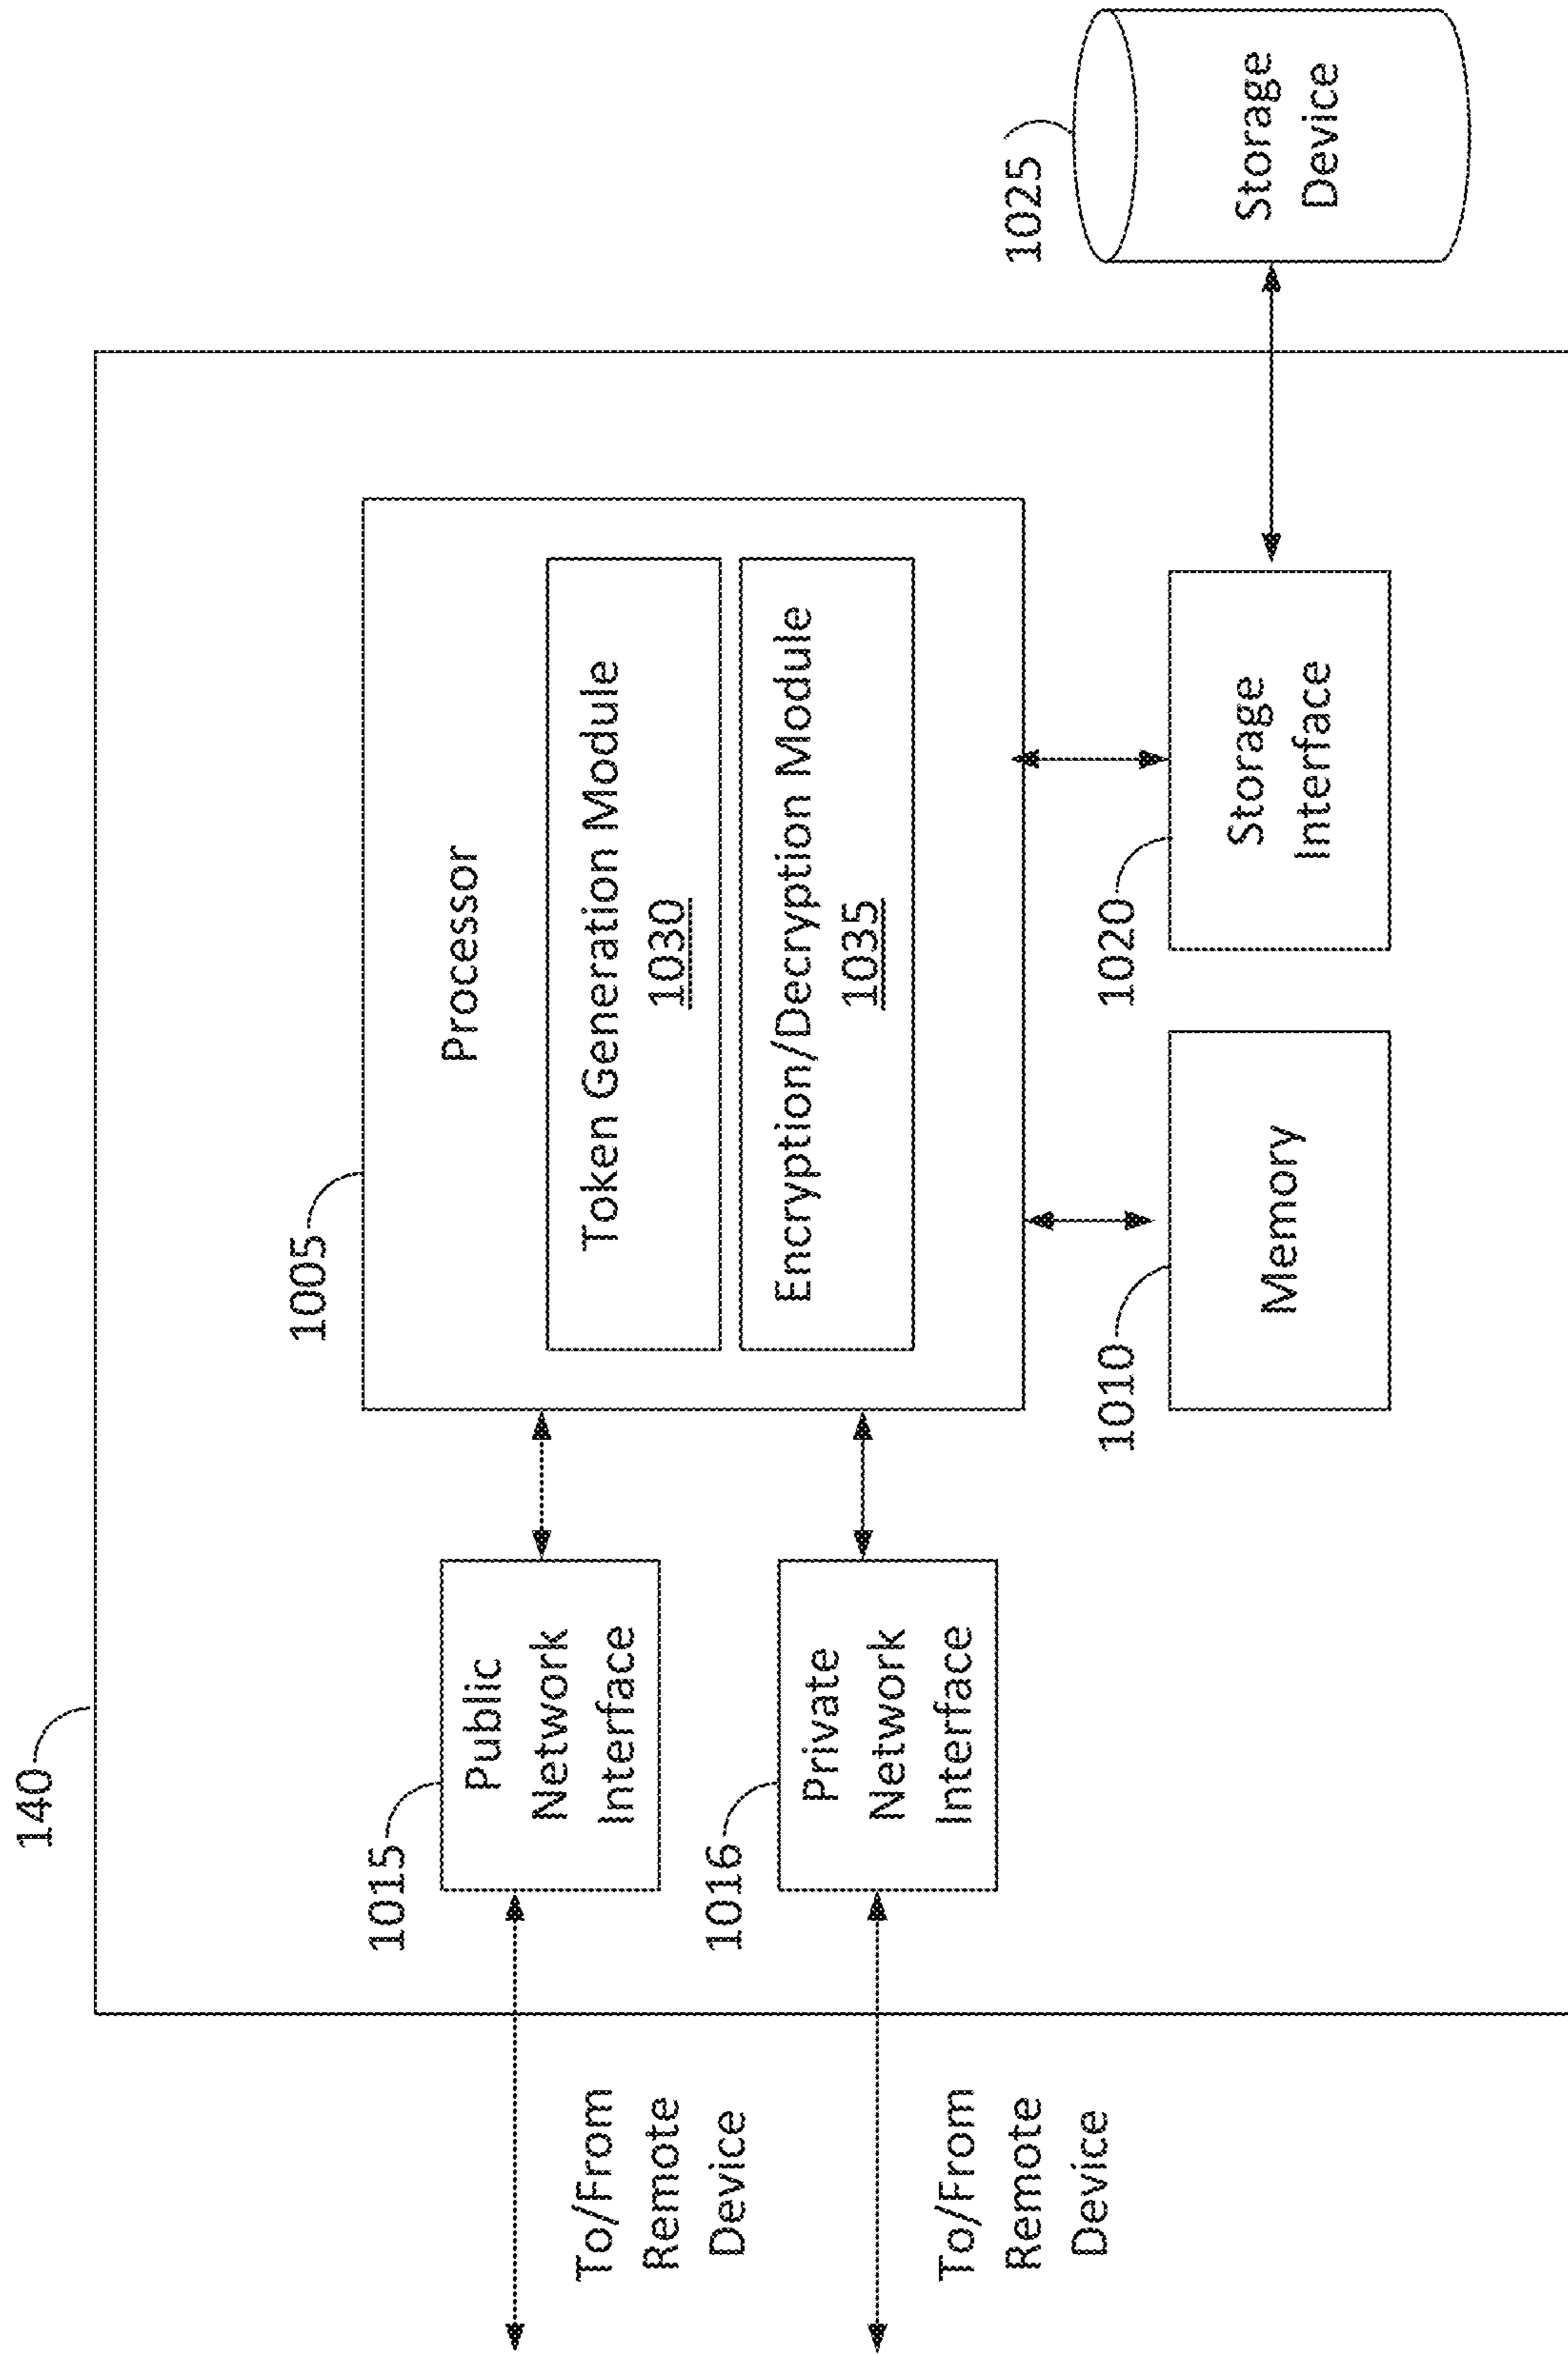 140
1005
Processor
Token Generation Module
1030
Encryption/Decryption Module
1035
1015
Public
Network
Interface
1016
Private
Network
Interface
To/From
Remote
Device
To/From
Remote
Device
1010
Memory
1020
Storage
Interface
1025
Storage
Device